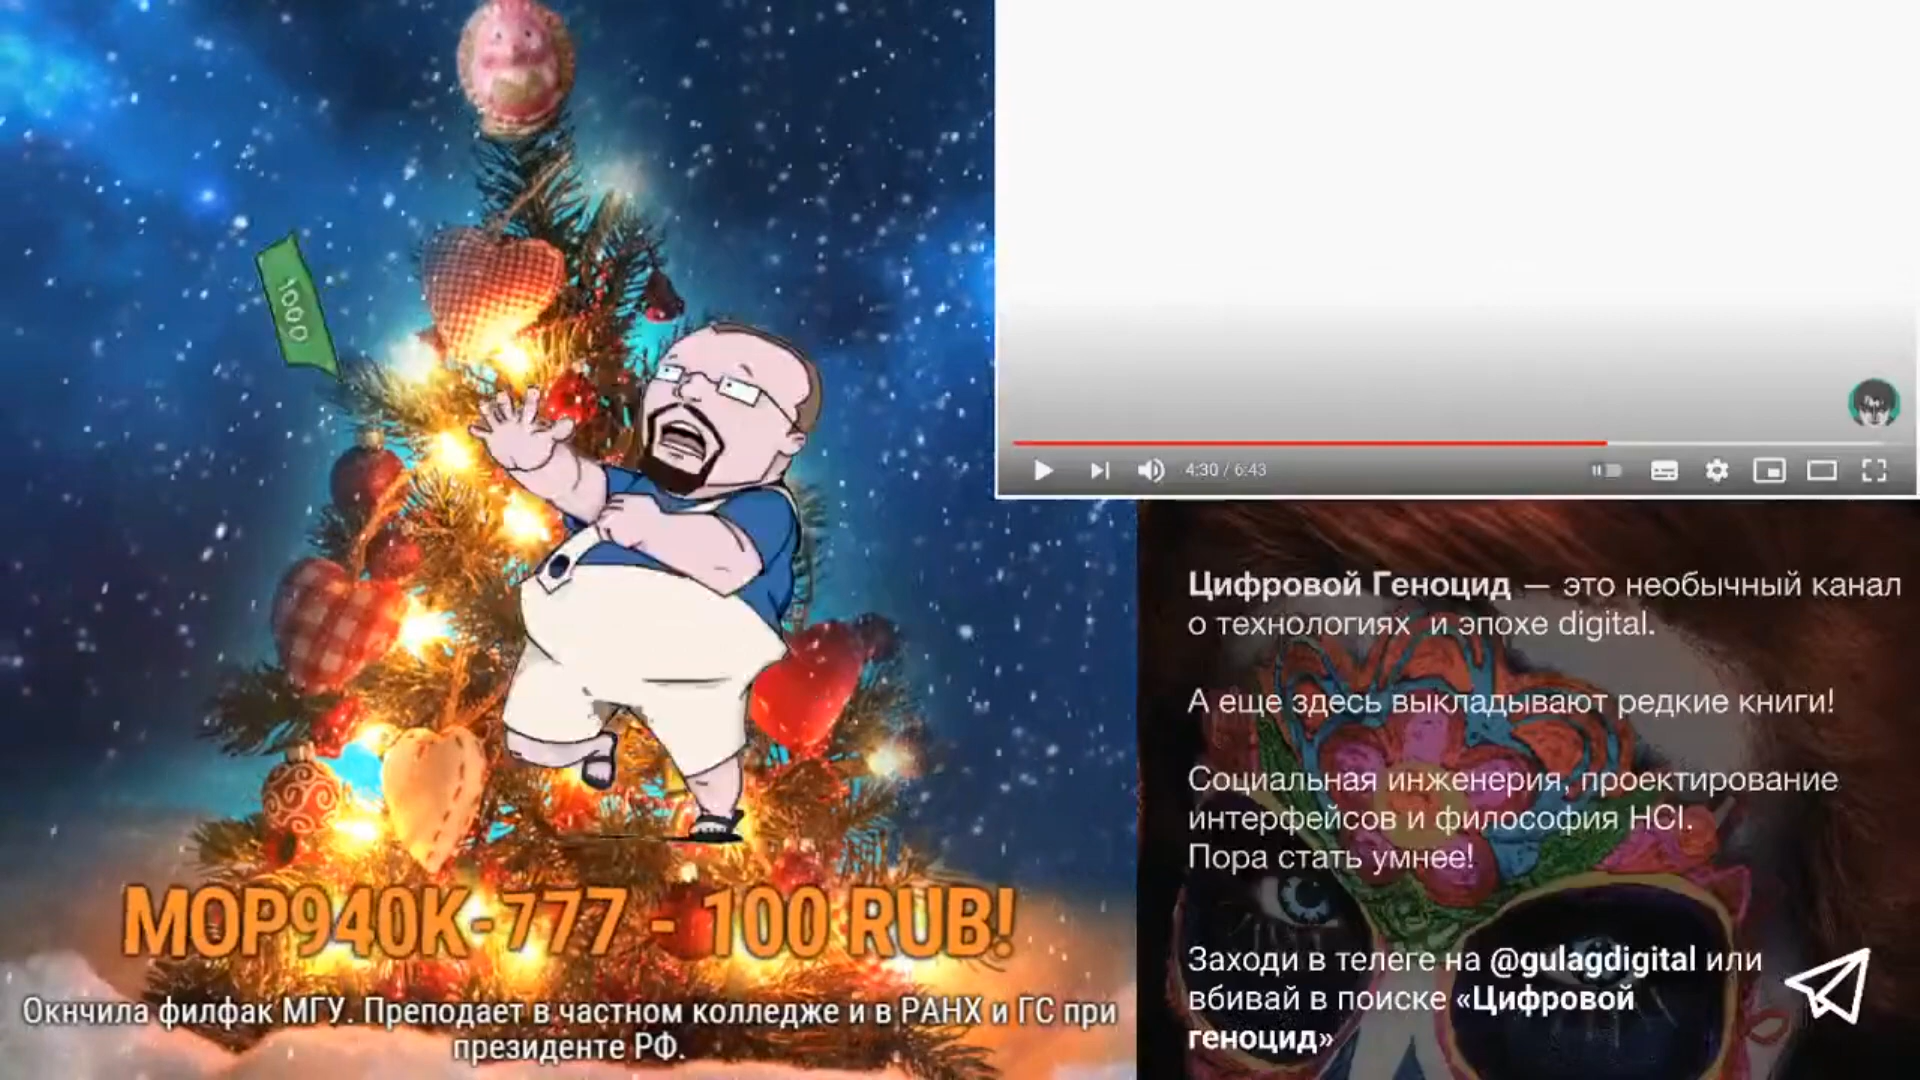 1000
4:30 / 6:43
Цифровой Геноцид — это необычный канал
о технологиях и эпохе digital.
А еще здесь выкладывают редкие книги!
Социальная инженерия, проектирование
интерфейсов и философия HCI.
Пора стать умнее!
Заходи в телеге на @gulagdigital или
вбивай в поиске «Цифровой
геноцид»
МОР940К-777 - 100 RUB!
Окнчила филфак МГУ. Преподает в частном колледже и в РАНХ и ГС при
президенте РФ.